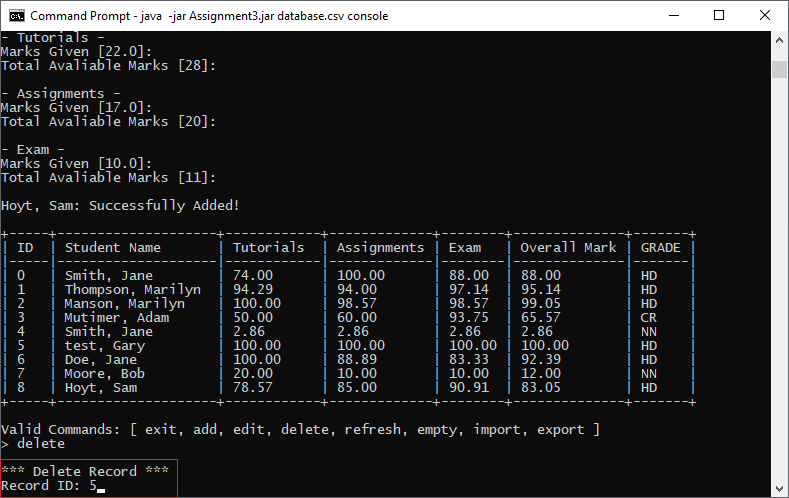 Command Prompt - java  -jar Assignment3.jar database.csv console
- Tutorials -
Marks Given [22.0]:
Total Avaliable Marks [28]:
- Assignments -
Marks Given [17.0]:
Total Avaliable Marks [20]:
- Exam -
Marks Given [10.0]:
Total Avaliable Marks [11]:
Hoyt, Sam: Successfully Added!
+-----+--------------------+------------+-------------+--------+--------------+-------+
| ID  | Student Name       | Tutorials  | Assignments | Exam   | Overall Mark | GRADE |
|-----|--------------------|------------|-------------|--------|--------------|-------|
| 0   | Smith, Jane        | 74.00      | 100.00      | 88.00  | 88.00        | HD    |
| 1   | Thompson, Marilyn  | 94.29      | 94.00       | 97.14  | 95.14        | HD    |
| 2   | Manson, Marilyn    | 100.00     | 98.57       | 98.57  | 99.05        | HD    |
| 3   | Mutimer, Adam      | 50.00      | 60.00       | 93.75  | 65.57        | CR    |
| 4   | Smith, Jane        | 2.86       | 2.86        | 2.86   | 2.86         | NN    |
| 5   | test, Gary         | 100.00     | 100.00      | 100.00 | 100.00       | HD    |
| 6   | Doe, Jane          | 100.00     | 88.89       | 83.33  | 92.39        | HD    |
| 7   | Moore, Bob         | 20.00      | 10.00       | 10.00  | 12.00        | NN    |
| 8   | Hoyt, Sam          | 78.57      | 85.00       | 90.91  | 83.05        | HD    |
+-----+--------------------+------------+-------------+--------+--------------+-------+
Valid Commands: [ exit, add, edit, delete, refresh, empty, import, export ]
> delete
*** Delete Record ***
Record ID: 5